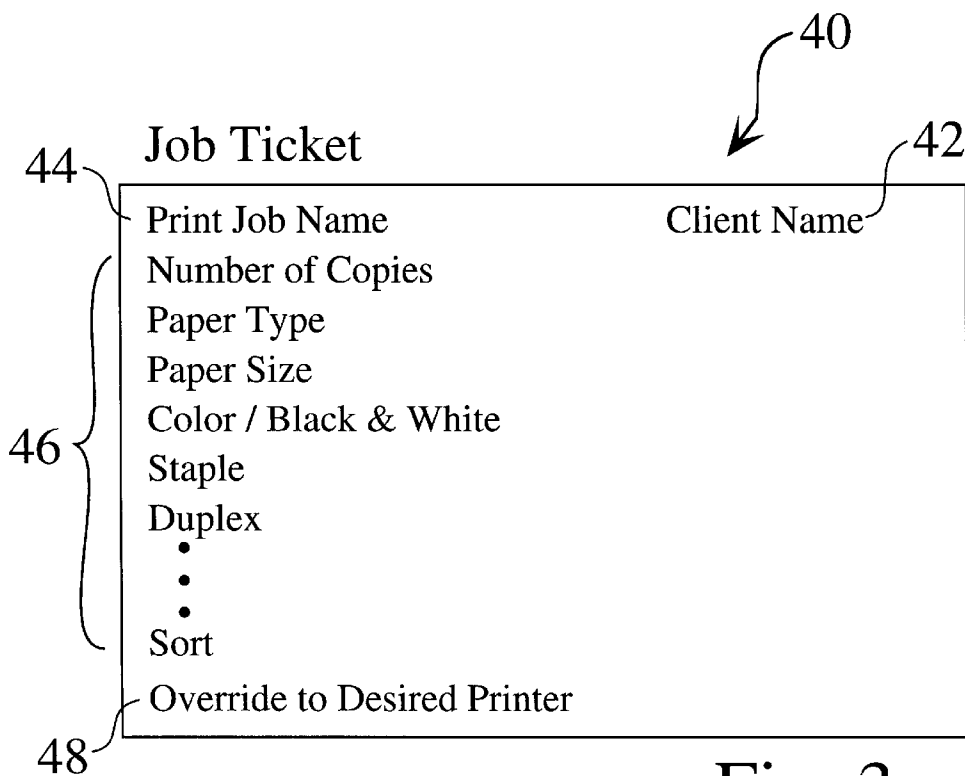 40
Job Ticket
42
44
Print Job Name Client Name
Number of Copies
Paper Type
Paper Size
Color / Black & White
46
Staple
Duplex
Sort
Override to Desired Printer
48